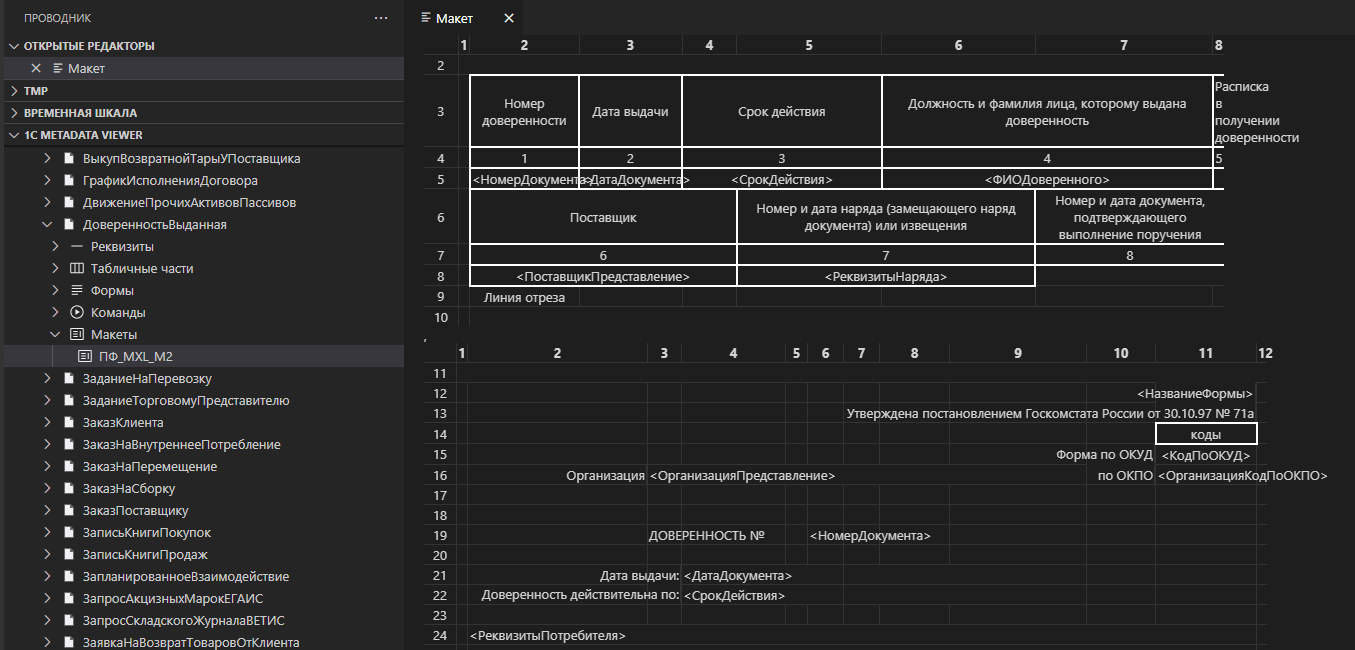 ПРОВОДНИК
ОТКРЫТЫЕ РЕДАКТОРЫ
Макет
TMP
ВРЕМЕННАЯ ШКАЛА
1C METADATA VIEWER
ВыкупВозвратнойТарыУПоставщика
ГрафикИсполненияДоговора
ДвижениеПрочихАктивовПассивов
ДоверенностьВыданная
Реквизиты
Табличные части
Формы
Команды
Макеты
ПФ_MXL_M2
ЗаданиеНаПеревозку
ЗаданиеТорговомуПредставителю
ЗаказКлиента
ЗаказНаВнутреннееПотребление
ЗаказНаПеремещение
ЗаказНаСборку
ЗаказПоставщику
ЗаписьКнигиПокупок
ЗаписьКнигиПродаж
ЗапланированноеВзаимодействие
ЗапросАкцизныхМарокЕГАИС
ЗапросСкладскогоЖурналаВЕТИС
ЗаявкаНаВозвратТоваровОтКлиента
Макет
1 2 3 4 5 6 7 8
2
3
Номер
доверенности
Дата выдачи
Срок действия
Должность и фамилия лица, которому выдана
доверенность
Расписка
в
получении
доверенности
4 1 2 3 4 5
5 <НомерДокумента> <ДатаДокумента> <СрокДействия> <ФИОДоверенного>
6
Поставщик
Номер и дата наряда (замещающего наряд
документа) или извещения
Номер и дата документа,
подтверждающего
выполнение поручения
7 6 7 8
8 <ПоставщикПредставление> <РеквизитыНаряда>
9 Линия отреза
10
,
1 2 3 4 5 6 7 8 9 10 11 12
11
12 <НазваниеФормы>
13 Утверждена постановлением Госкомстата России от 30.10.97 № 71а
14 коды
15 Форма по ОКУД <КодПоОКУД>
16 Организация <ОрганизацияПредставление> по ОКПО <ОрганизацияКодПоОКПО>
17
18
19 ДОВЕРЕННОСТЬ № <НомерДокумента>
20
21 Дата выдачи: <ДатаДокумента>
22 Доверенность действительна по: <СрокДействия>
23
24 <РеквизитыПотребителя>